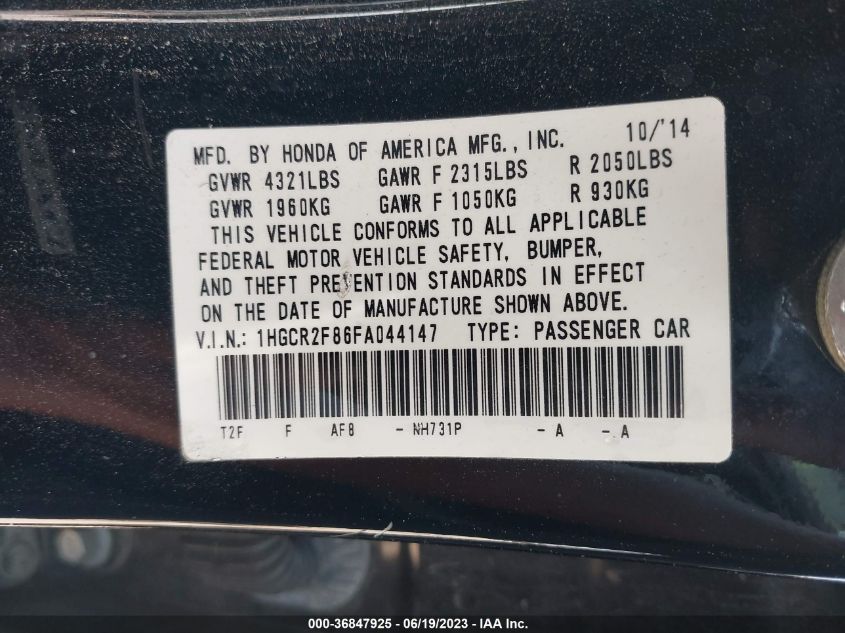 MFD. BY HONDA OF AMERICA MFG., INC. 10/'14
GVWR 4321LBS GAWR F 2315LBS R 2050LBS
GVWR 1960KG GAWR F 1050KG R 930KG
THIS VEHICLE CONFORMS TO ALL APPLICABLE
FEDERAL MOTOR VEHICLE SAFETY, BUMPER,
AND THEFT PREVENTION STANDARDS IN EFFECT
ON THE DATE OF MANUFACTURE SHOWN ABOVE.
V.I.N.: 1HGCR2F86FA044147 TYPE: PASSENGER CAR
T2F F AF8 - NH731P - A - A
000-36847925 - 06/19/2023 - IAA Inc.